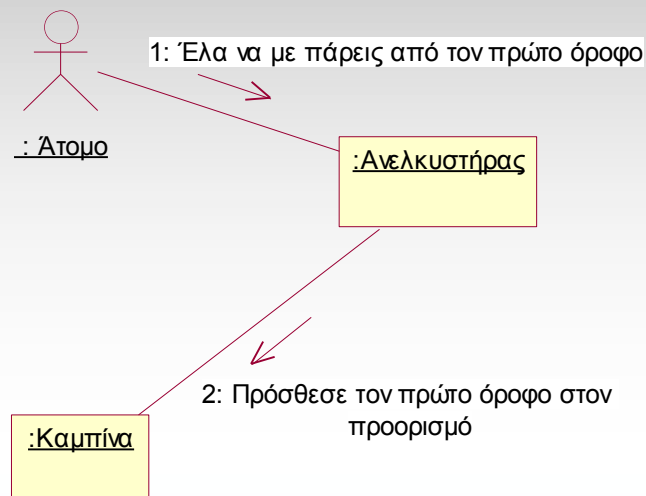 1: Έλα να με πάρεις από τον πρώτο όροφο
: Άτομο
:Ανελκυστήρας
2: Πρόσθεσε τον πρώτο όροφο στον
προορισμό
:Καμπίνα